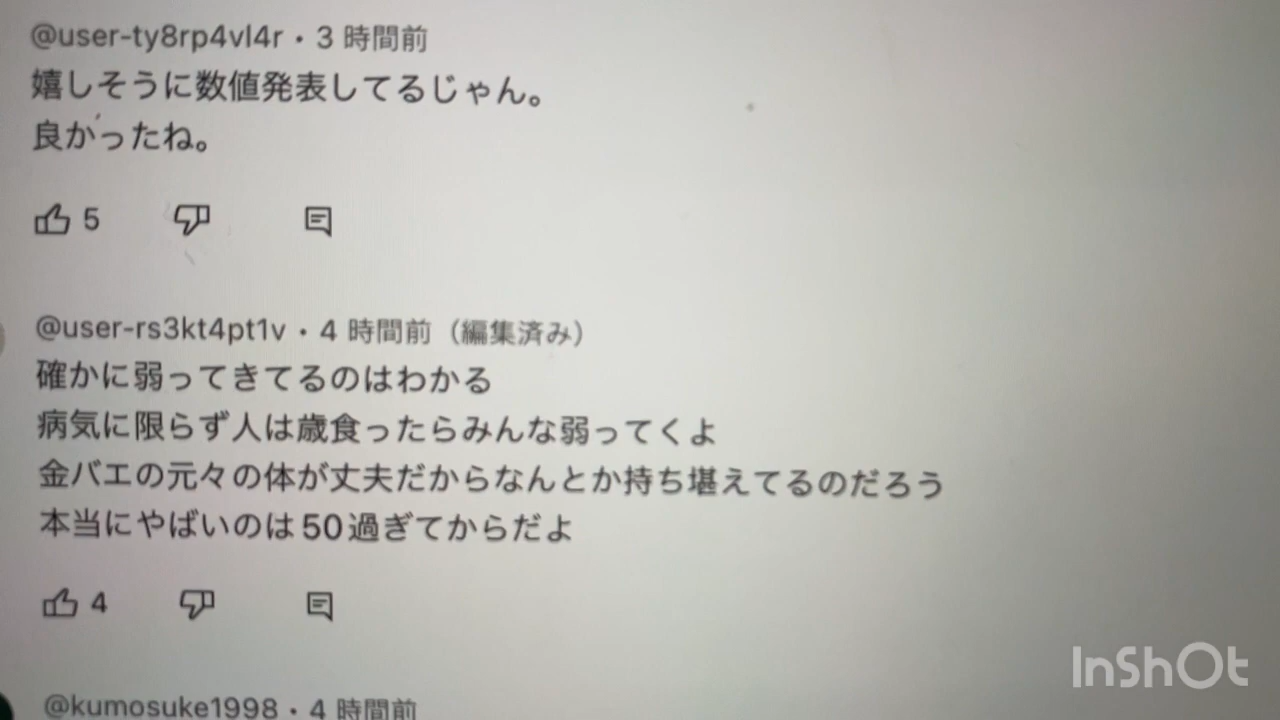 @user-ty8rp4vl4r・3 時間前
嬉しそうに数値発表してるじゃん。
良かったね。
5
@user-rs3kt4pt1v・4 時間前（編集済み）
確かに弱ってきてるのはわかる
病気に限らず人は歳食ったらみんな弱ってくよ
金バエの元々の体が丈夫だからなんとか持ち堪えてるのだろう
本当にやばいのは50過ぎてからだよ
4
@kumosuke1998・4 時間前
InShOt